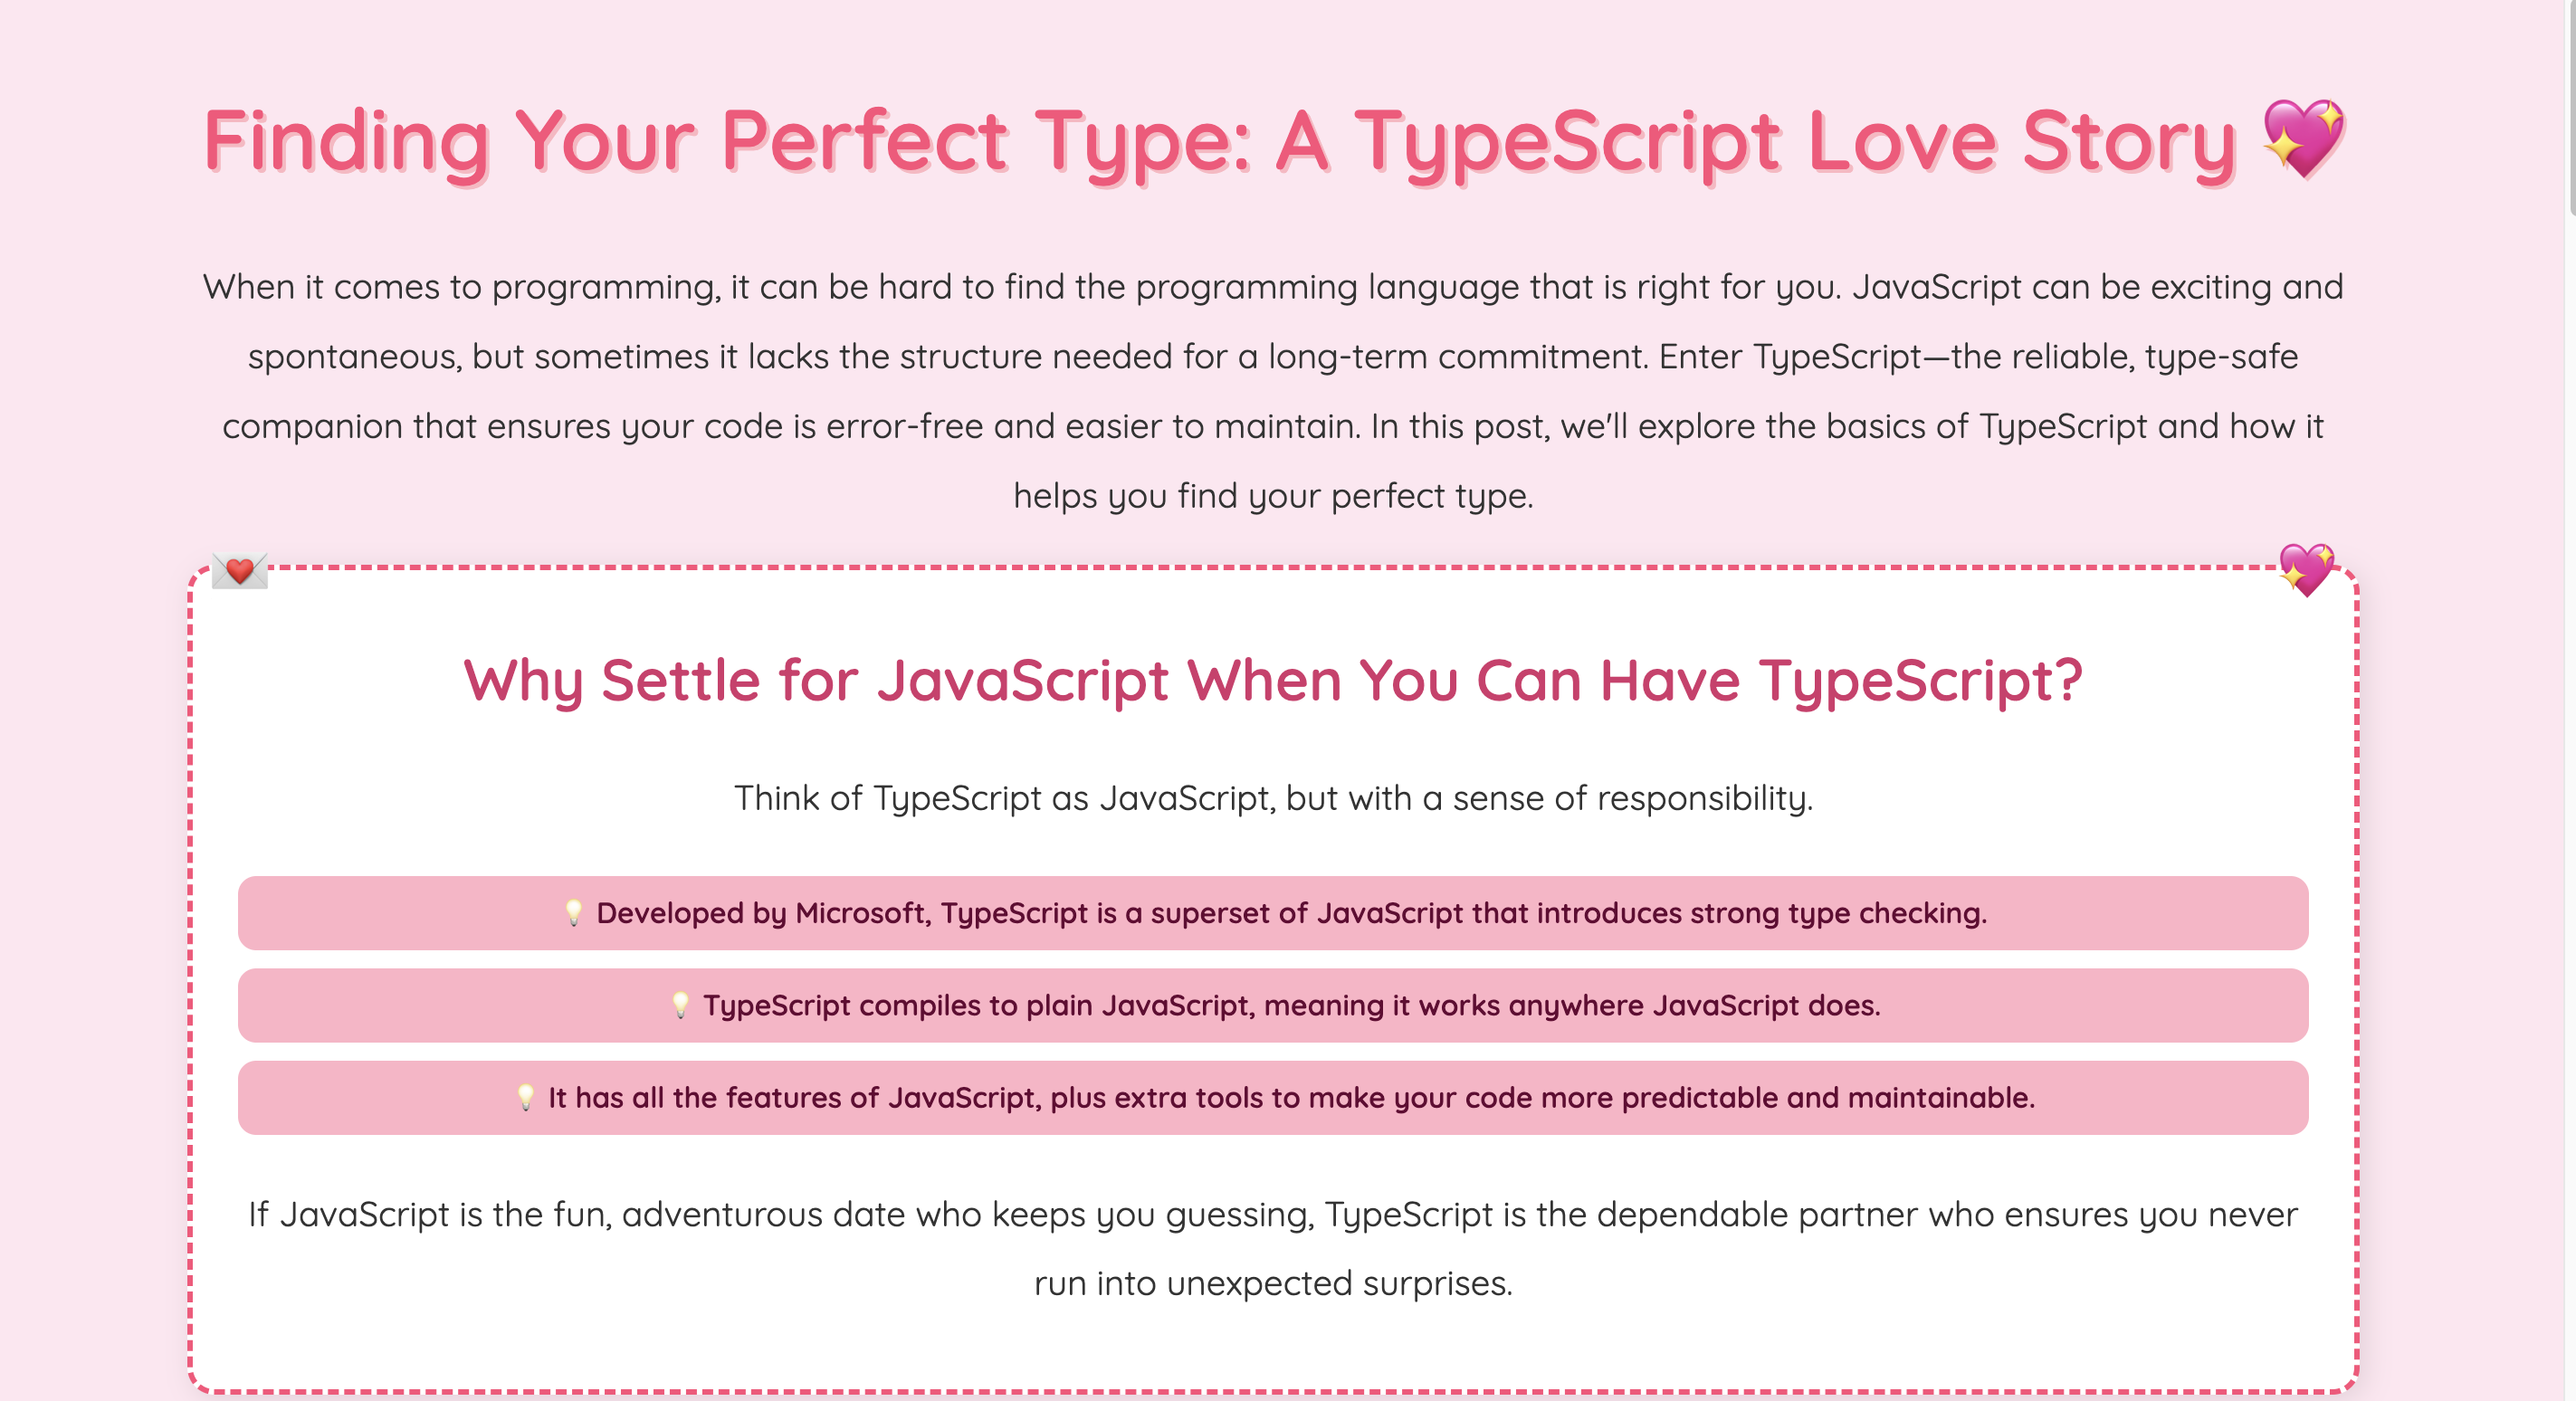 Finding Your Perfect Type: A TypeScript Love Story 💖
When it comes to programming, it can be hard to find the programming language that is right for you. JavaScript can be exciting and
spontaneous, but sometimes it lacks the structure needed for a long-term commitment. Enter TypeScript—the reliable, type-safe
companion that ensures your code is error-free and easier to maintain. In this post, we'll explore the basics of TypeScript and how it
helps you find your perfect type.
Why Settle for JavaScript When You Can Have TypeScript?
Think of TypeScript as JavaScript, but with a sense of responsibility.
💡 Developed by Microsoft, TypeScript is a superset of JavaScript that introduces strong type checking.
💡 TypeScript compiles to plain JavaScript, meaning it works anywhere JavaScript does.
💡 It has all the features of JavaScript, plus extra tools to make your code more predictable and maintainable.
If JavaScript is the fun, adventurous date who keeps you guessing, TypeScript is the dependable partner who ensures you never
run into unexpected surprises.